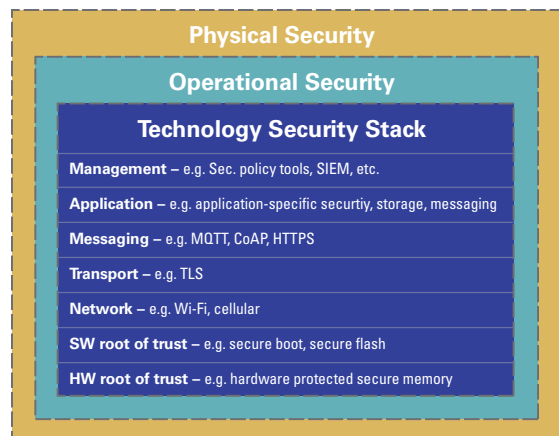 Physical Security
Operational Security
Technology Security Stack
Management – e.g. Sec. policy tools, SIEM, etc.
Application – e.g. application-specific securtiy, storage, messaging
Messaging – e.g. MQTT, CoAP, HTTPS
Transport – e.g. TLS
Network – e.g. Wi-Fi, cellular
SW root of trust – e.g. secure boot, secure flash
HW root of trust – e.g. hardware protected secure memory